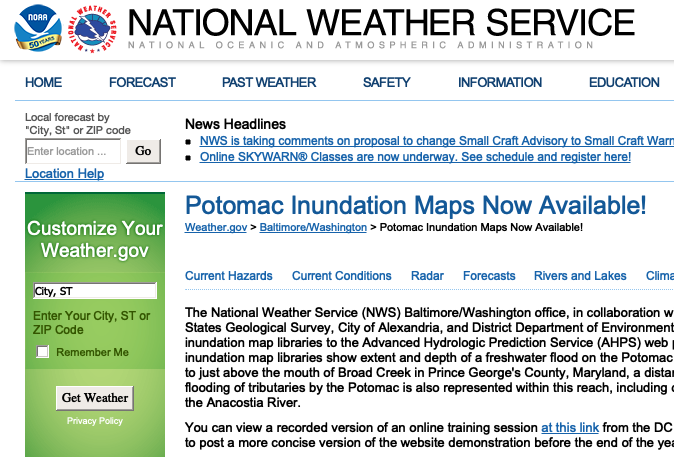 NOAA
50 YEARS
NATIONAL WEATHER SERVICE
NATIONAL OCEANIC AND ATMOSPHERIC ADMINISTRATION
HOME FORECAST PAST WEATHER SAFETY INFORMATION EDUCATION
Local forecast by
"City, St" or ZIP code
Enter location ... Go
Location Help
News Headlines
NWS is taking comments on proposal to change Small Craft Advisory to Small Craft Warn
Online SKYWARN® Classes are now underway. See schedule and register here!
Customize Your
Weather.gov
City, ST
Enter Your City, ST or
ZIP Code
Remember Me
Get Weather
Privacy Policy
Potomac Inundation Maps Now Available!
Weather.gov > Baltimore/Washington > Potomac Inundation Maps Now Available!
Current Hazards Current Conditions Radar Forecasts Rivers and Lakes Clima
The National Weather Service (NWS) Baltimore/Washington office, in collaboration w
States Geological Survey, City of Alexandria, and District Department of Environment
inundation map libraries to the Advanced Hydrologic Prediction Service (AHPS) web p
inundation map libraries show extent and depth of a freshwater flood on the Potomac
to just above the mouth of Broad Creek in Prince George's County, Maryland, a distan
flooding of tributaries by the Potomac is also represented within this reach, including
the Anacostia River.
You can view a recorded version of an online training session at this link from the DC
to post a more concise version of the website demonstration before the end of the yea